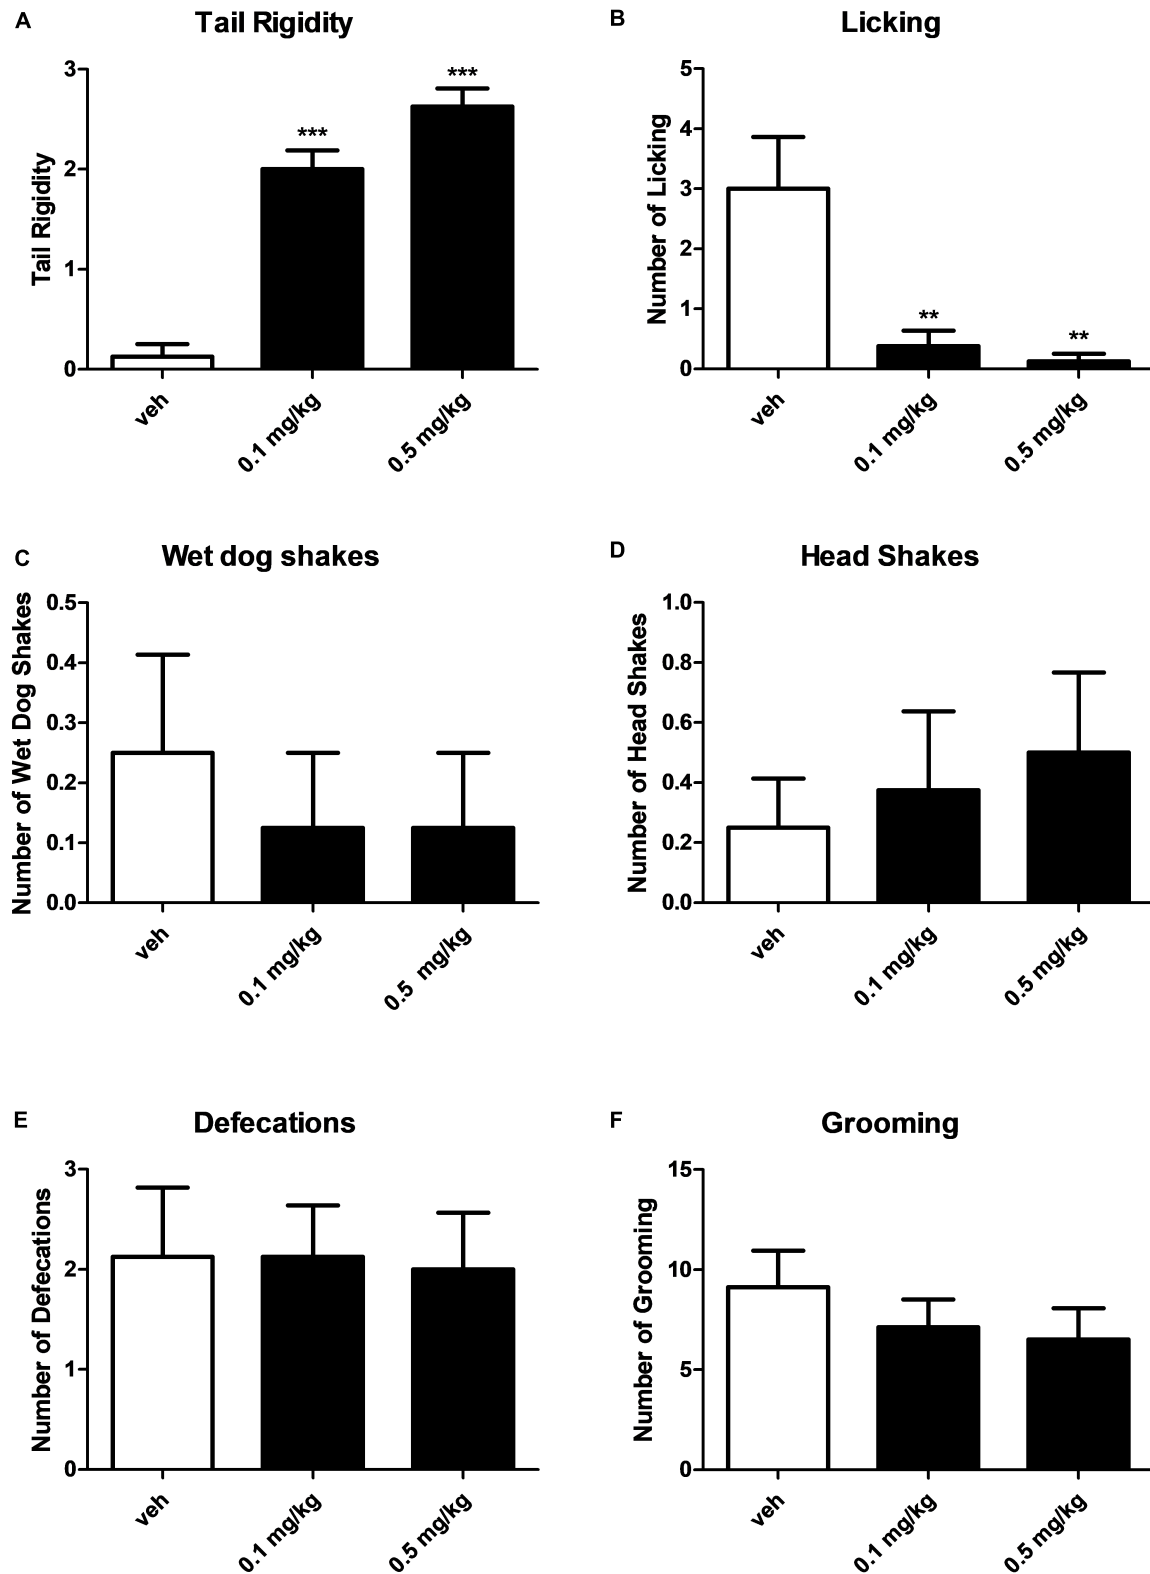 A
Tail Rigidity
Tail Rigidity
3
2
1
0
***
***
veh
0.1 mg/kg
0.5 mg/kg
B
Licking
Number of Licking
5
4
3
2
1
0
**
**
veh
0.1 mg/kg
0.5 mg/kg
C
Wet dog shakes
Number of Wet Dog Shakes
0.5
0.4
0.3
0.2
0.1
0.0
veh
0.1 mg/kg
0.5 mg/kg
D
Head Shakes
Number of Head Shakes
1.0
0.8
0.6
0.4
0.2
0.0
veh
0.1 mg/kg
0.5 mg/kg
E
Defecations
Number of Defecations
3
2
1
0
veh
0.1 mg/kg
0.5 mg/kg
F
Grooming
Number of Grooming
15
10
5
0
veh
0.1 mg/kg
0.5 mg/kg